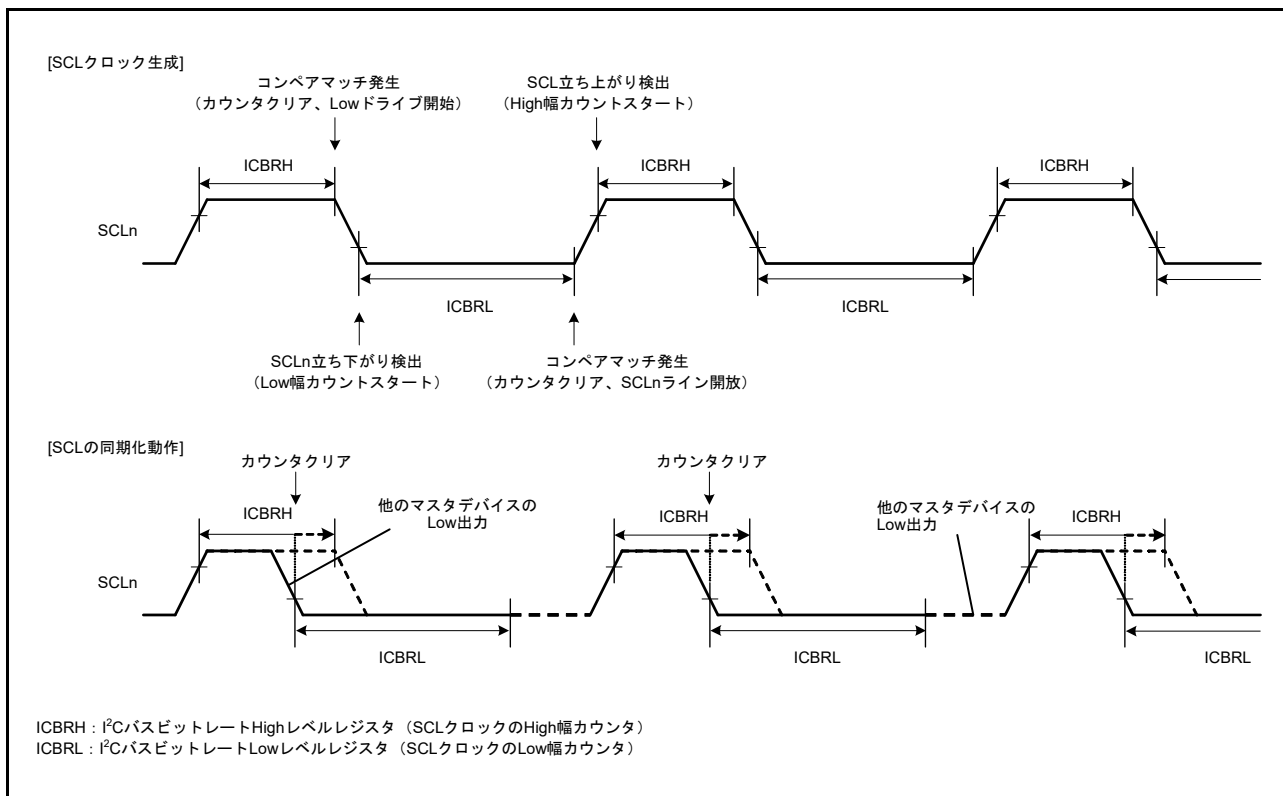 [SCLクロック生成]
コンペアマッチ発生
（カウンタクリア、Lowドライブ開始）
SCL立ち上がり検出
（High幅カウントスタート）
ICBRH
ICBRH
ICBRH
SCLn
ICBRL
ICBRL
SCLn立ち下がり検出
（Low幅カウントスタート）
コンペアマッチ発生
（カウンタクリア、SCLnライン開放）
[SCLの同期化動作]
カウンタクリア
カウンタクリア
他のマスタデバイスの
Low出力
他のマスタデバイスの
Low出力
ICBRH
ICBRH
ICBRH
SCLn
ICBRL
ICBRL
ICBRL
ICBRH：I²CバスビットレートHighレベルレジスタ（SCLクロックのHigh幅カウンタ）
ICBRL：I²CバスビットレートLowレベルレジスタ（SCLクロックのLow幅カウンタ）